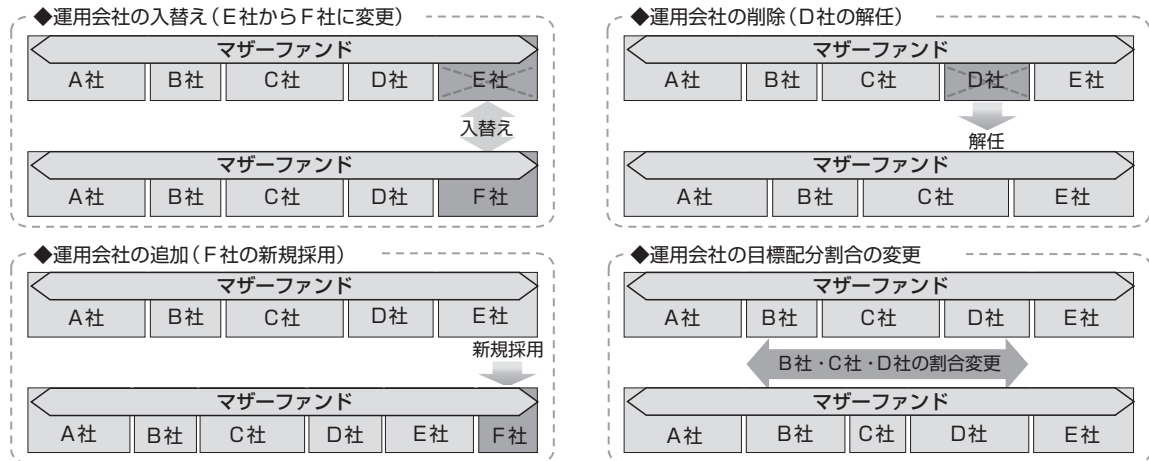 ◆運用会社の入替え(E社からF社に変更)
マザーファンド
A社 B社 C社 D社 E社
入替え
マザーファンド
A社 B社 C社 D社 F社
◆運用会社の削除(D社の解任)
マザーファンド
A社 B社 C社 D社 E社
解任
マザーファンド
A社 B社 C社 E社
◆運用会社の追加(F社の新規採用)
マザーファンド
A社 B社 C社 D社 E社
新規採用
マザーファンド
A社 B社 C社 D社 E社 F社
◆運用会社の目標配分割合の変更
マザーファンド
A社 B社 C社 D社 E社
B社・C社・D社の割合変更
マザーファンド
A社 B社 C社 D社 E社